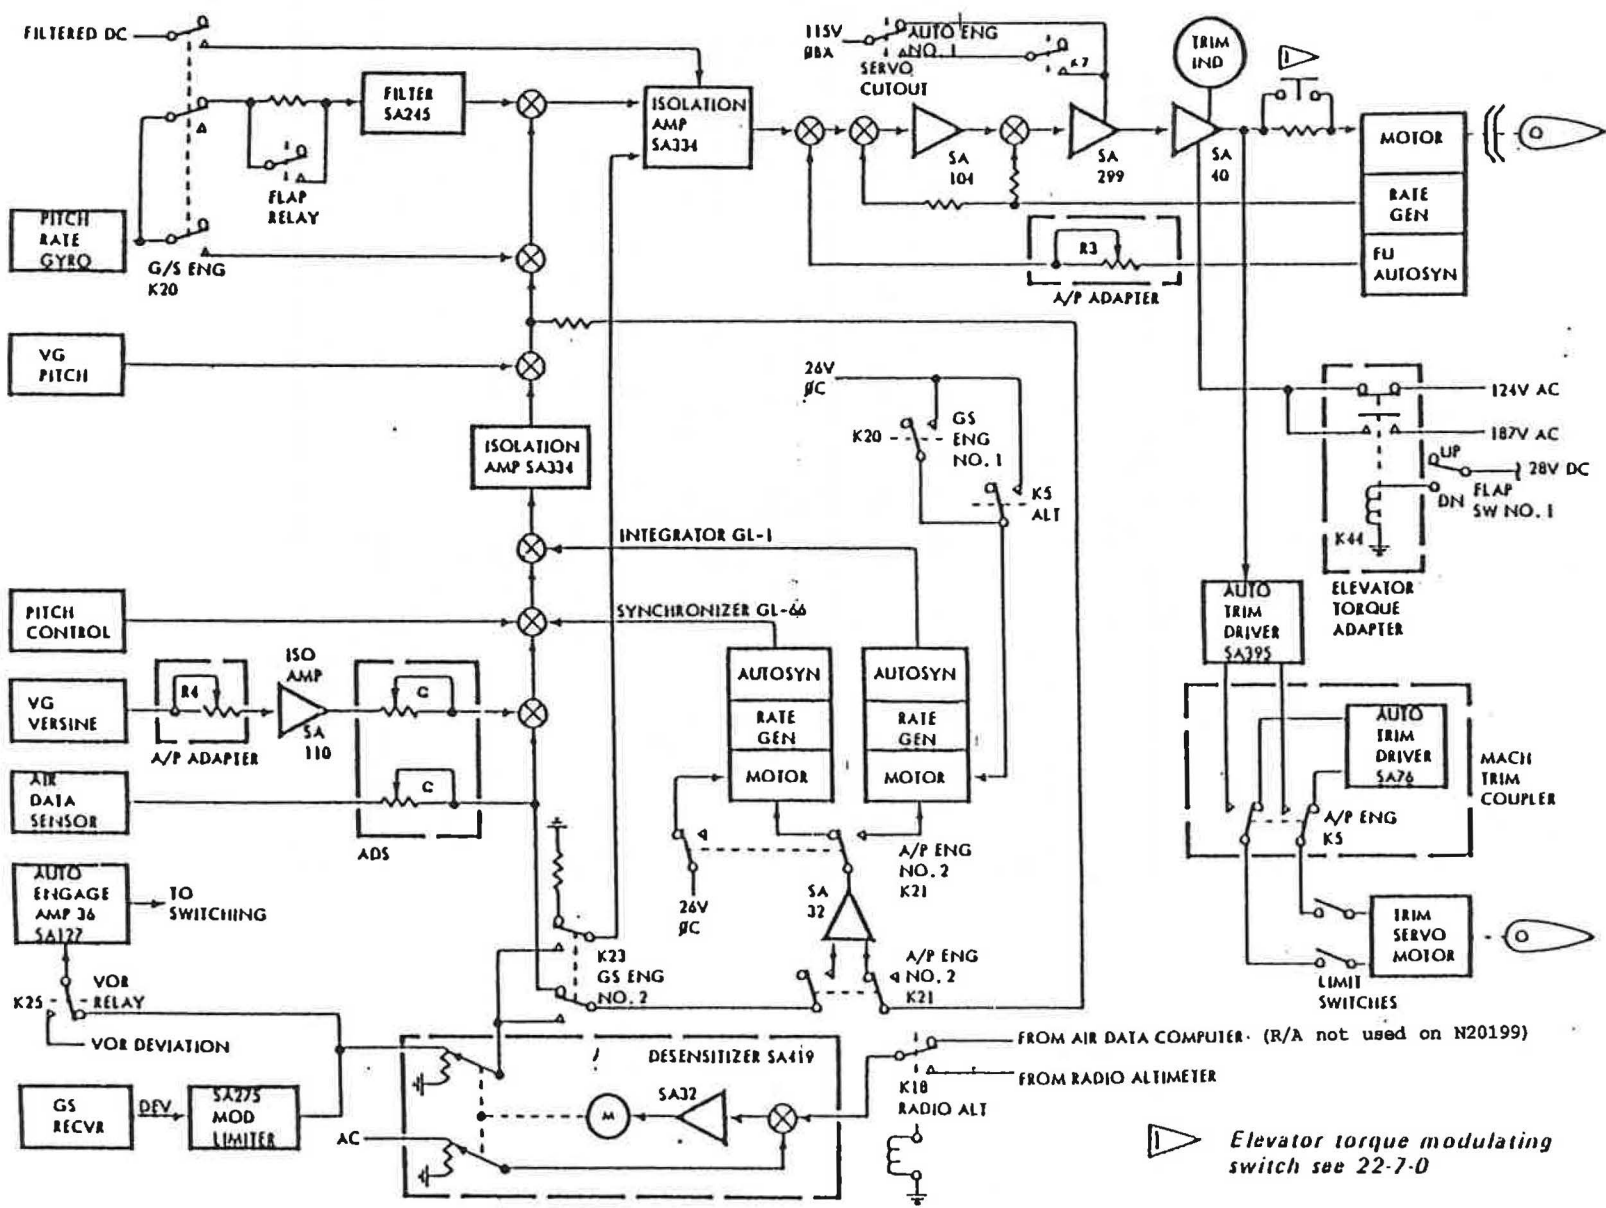 FILTERED DC
FILTER
SA245
FLAP
RELAY
PITCH
RATE
GYRO
G/S ENG
K20
ISOLATION
AMP
SA334
115V
ØBA
AUTO ENG
NO. 1
SERVO
CUTOUT
K7
SA
104
SA
299
SA
40
TRIM
IND
1
MOTOR
RATE
GEN
FU
AUTOSYN
R3
A/P ADAPTER
VG
PITCH
ISOLATION
AMP SA334
26V
ØC
K20
GS
ENG
NO. 1
K5
ALT
124V AC
187V AC
UP
28V DC
DN
FLAP
SW NO. 1
K44
ELEVATOR
TORQUE
ADAPTER
INTEGRATOR GL-1
SYNCHRONIZER GL-66
PITCH
CONTROL
VG
VERSINE
R4
A/P ADAPTER
ISO
AMP
SA
110
G
G
ADS
AIR
DATA
SENSOR
AUTOSYN
RATE
GEN
MOTOR
AUTOSYN
RATE
GEN
MOTOR
AUTO
TRIM
DRIVER
SA395
AUTO
TRIM
DRIVER
SA76
MACH
TRIM
COUPLER
A/P ENG
K5
AUTO
ENGAGE
AMP 36
SA127
TO
SWITCHING
26V
ØC
SA
32
A/P ENG
NO. 2
K21
A/P ENG
NO. 2
K21
K23
GS ENG
NO. 2
TRIM
SERVO
MOTOR
LIMIT
SWITCHES
K25
VOR
RELAY
VOR DEVIATION
GS
RECVR
DEV
SA275
MOD
LIMITER
AC
DESENSITIZER SA419
SA32
M
K18
RADIO ALT
FROM AIR DATA COMPUTER (R/A not used on N20199)
FROM RADIO ALTIMETER
1
Elevator torque modulating
switch see 22-7-0